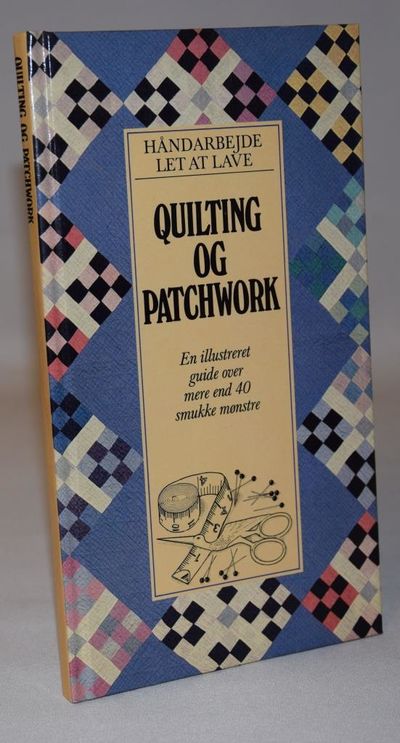 QUILTING OG PATCHWORK
HÅNDARBEJDE
LET AT LAVE
QUILTING
OG
PATCHWORK
En illustreret
guide over
mere end 40
smukke mønstre